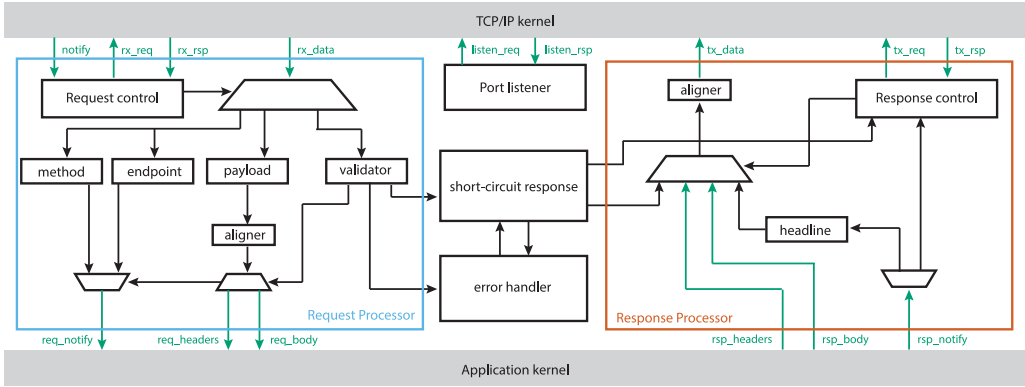 TCP/IP kernel
notify
rx_req
rx_rsp
rx_data
listen_req
listen_rsp
tx_data
tx_req
tx_rsp
Request control
Port listener
aligner
Response control
method
endpoint
payload
validator
short-circuit response
aligner
headline
error handler
Request Processor
Response Processor
req_notify
req_headers
req_body
rsp_headers
rsp_body
rsp_notify
Application kernel